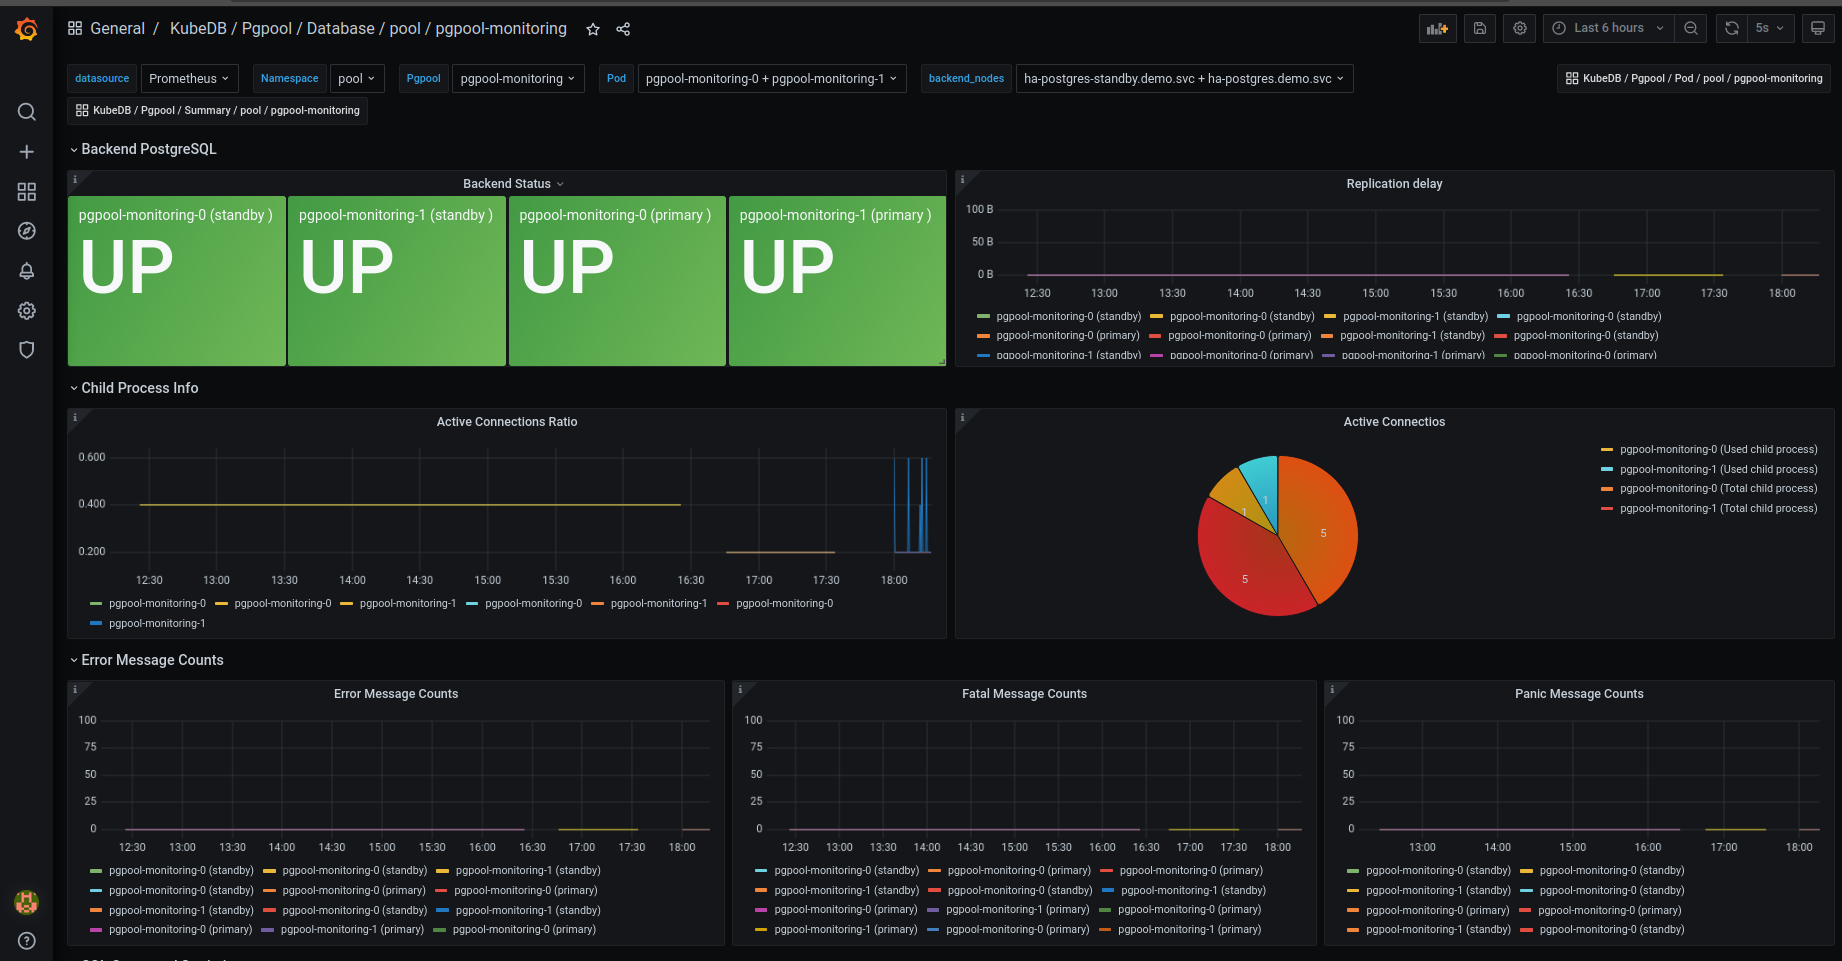 General / KubeDB / Pgpool / Database / pool / pgpool-monitoring
Last 6 hours
5s
datasource Prometheus Namespace pool Pgpool pgpool-monitoring Pod pgpool-monitoring-0 + pgpool-monitoring-1 backend_nodes ha-postgres-standby.demo.svc + ha-postgres.demo.svc KubeDB / Pgpool / Pod / pool / pgpool-monitoring
KubeDB / Pgpool / Summary / pool / pgpool-monitoring
Backend PostgreSQL
Backend Status
pgpool-monitoring-0 (standby )
UP
pgpool-monitoring-1 (standby )
UP
pgpool-monitoring-0 (primary )
UP
pgpool-monitoring-1 (primary )
UP
Replication delay
100 B
50 B
0 B
12:30 13:00 13:30 14:00 14:30 15:00 15:30 16:00 16:30 17:00 17:30 18:00
pgpool-monitoring-0 (standby) pgpool-monitoring-0 (standby) pgpool-monitoring-1 (standby) pgpool-monitoring-0 (standby)
pgpool-monitoring-0 (primary) pgpool-monitoring-0 (primary) pgpool-monitoring-1 (standby) pgpool-monitoring-0 (standby)
pgpool-monitoring-1 (standby) pgpool-monitoring-0 (primary) pgpool-monitoring-1 (primary) pgpool-monitoring-0 (primary)
Child Process Info
Active Connections Ratio
0.600
0.400
0.200
12:30 13:00 13:30 14:00 14:30 15:00 15:30 16:00 16:30 17:00 17:30 18:00
pgpool-monitoring-0 pgpool-monitoring-0 pgpool-monitoring-1 pgpool-monitoring-0 pgpool-monitoring-1 pgpool-monitoring-0
pgpool-monitoring-1
Active Connectios
1
1
5
5
pgpool-monitoring-0 (Used child process)
pgpool-monitoring-1 (Used child process)
pgpool-monitoring-0 (Total child process)
pgpool-monitoring-1 (Total child process)
Error Message Counts
Error Message Counts
100
75
50
25
0
12:30 13:00 13:30 14:00 14:30 15:00 15:30 16:00 16:30 17:00 17:30 18:00
pgpool-monitoring-0 (standby) pgpool-monitoring-0 (standby) pgpool-monitoring-1 (standby)
pgpool-monitoring-0 (standby) pgpool-monitoring-0 (primary) pgpool-monitoring-0 (primary)
pgpool-monitoring-1 (standby) pgpool-monitoring-0 (standby) pgpool-monitoring-1 (standby)
pgpool-monitoring-0 (primary) pgpool-monitoring-1 (primary) pgpool-monitoring-0 (primary)
Fatal Message Counts
100
75
50
25
0
12:30 13:00 13:30 14:00 14:30 15:00 15:30 16:00 16:30 17:00 17:30 18:00
pgpool-monitoring-0 (standby) pgpool-monitoring-0 (primary) pgpool-monitoring-0 (primary)
pgpool-monitoring-1 (standby) pgpool-monitoring-0 (standby) pgpool-monitoring-1 (standby)
pgpool-monitoring-0 (primary) pgpool-monitoring-1 (primary) pgpool-monitoring-0 (primary)
pgpool-monitoring-1 (primary) pgpool-monitoring-0 (primary) pgpool-monitoring-1 (primary)
Panic Message Counts
100
75
50
25
0
13:00 14:00 15:00 16:00 17:00 18:00
pgpool-monitoring-0 (standby) pgpool-monitoring-0 (standby)
pgpool-monitoring-1 (standby) pgpool-monitoring-0 (standby)
pgpool-monitoring-0 (primary) pgpool-monitoring-0 (primary)
pgpool-monitoring-1 (standby) pgpool-monitoring-0 (standby)